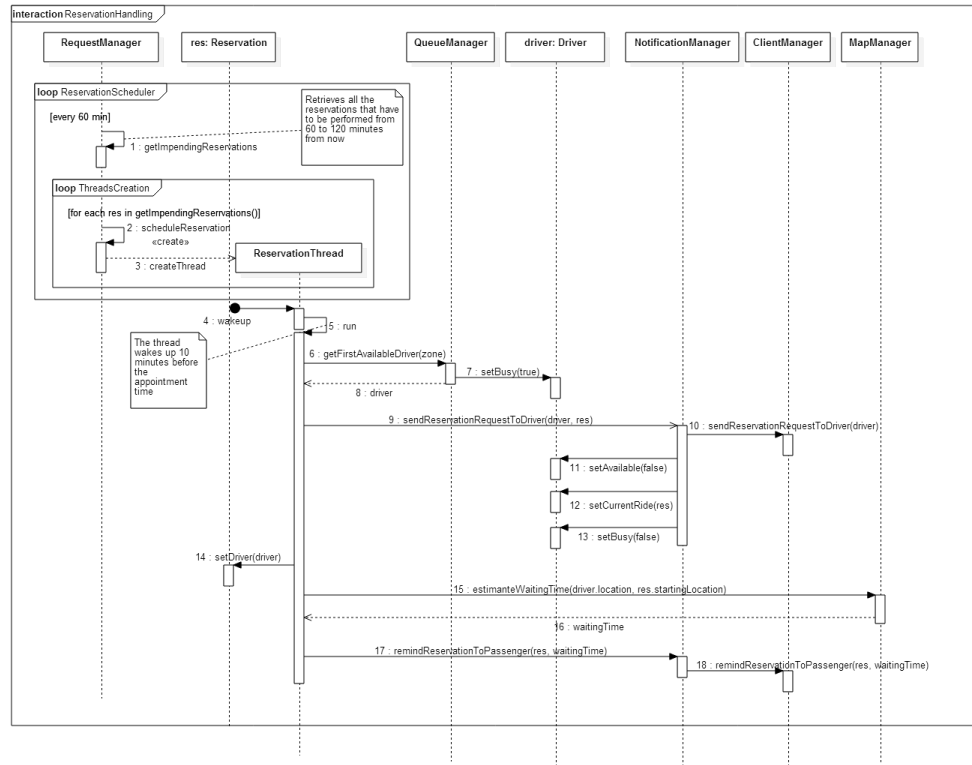 interaction ReservationHandling
RequestManager
res: Reservation
QueueManager
driver: Driver
NotificationManager
ClientManager
MapManager
loop ReservationScheduler
[every 60 min]
Retrieves all the
reservations that have
to be performed from
60 to 120 minutes
from now
1 : getImpendingReservations
loop ThreadsCreation
[for each res in getImpendingReserrvations()]
2 : scheduleReservation
«create»
3 : createThread
ReservationThread
4 : wakeup
5 : run
The thread
wakes up 10
minutes before
the
appointment
time
6 : getFirstAvailableDriver(zone)
7 : setBusy(true)
8 : driver
9 : sendReservationRequestToDriver(driver, res)
10 : sendReservationRequestToDriver(driver)
11 : setAvailable(false)
12 : setCurrentRide(res)
13 : setBusy(false)
14 : setDriver(driver)
15 : estimanteWaitingTime(driver.location, res.startingLocation)
16 : waitingTime
17 : remindReservationToPassenger(res, waitingTime)
18 : remindReservationToPassenger(res, waitingTime)